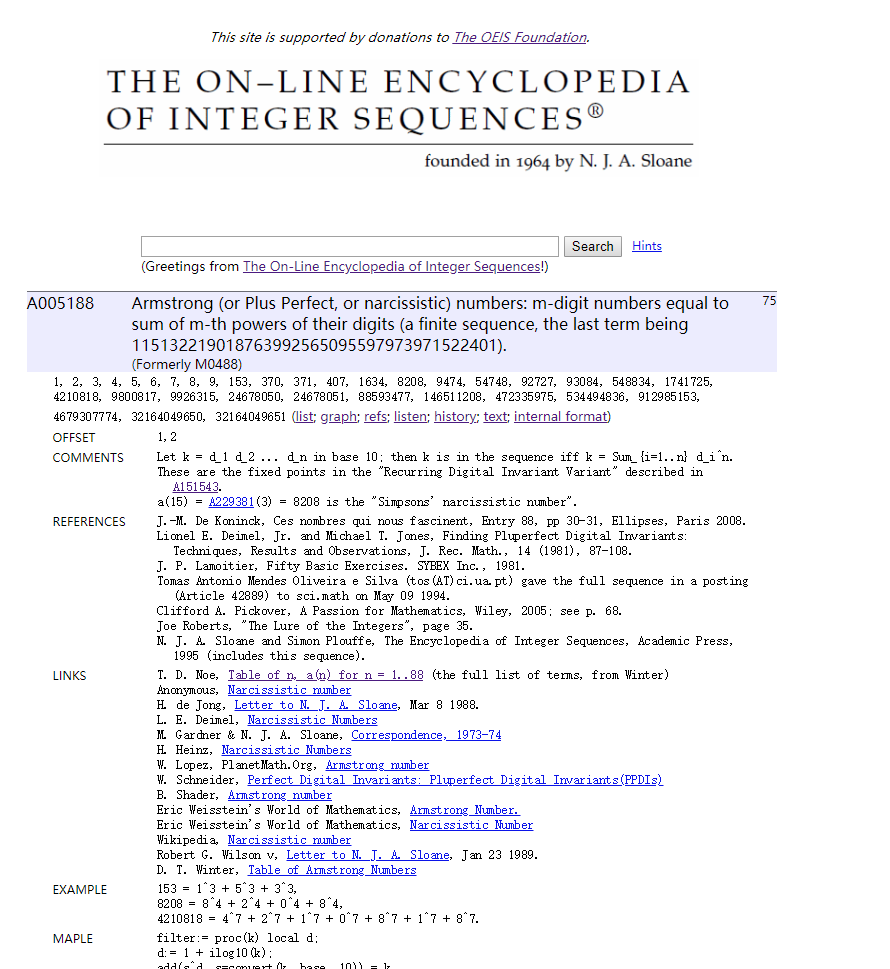 This site is supported by donations to The OEIS Foundation.
THE ON–LINE ENCYCLOPEDIA
OF INTEGER SEQUENCES®
founded in 1964 by N. J. A. Sloane
Search Hints
(Greetings from The On-Line Encyclopedia of Integer Sequences!)
A005188 Armstrong (or Plus Perfect, or narcissistic) numbers: m-digit numbers equal to 75
sum of m-th powers of their digits (a finite sequence, the last term being
115132219018763992565095597973971522401).
(Formerly M0488)
1, 2, 3, 4, 5, 6, 7, 8, 9, 153, 370, 371, 407, 1634, 8208, 9474, 54748, 92727, 93084, 548834, 1741725,
4210818, 9800817, 9926315, 24678050, 24678051, 88593477, 146511208, 472335975, 534494836, 912985153,
4679307774, 32164049650, 32164049651 (list; graph; refs; listen; history; text; internal format)
OFFSET 1,2
COMMENTS Let k = d_1 d_2 ... d_n in base 10; then k is in the sequence iff k = Sum_{i=1..n} d_i^n.
These are the fixed points in the "Recurring Digital Invariant Variant" described in
A151543.
a(15) = A229381(3) = 8208 is the "Simpsons' narcissistic number".
REFERENCES J.-M. De Koninck, Ces nombres qui nous fascinent, Entry 88, pp 30-31, Ellipses, Paris 2008.
Lionel E. Deimel, Jr. and Michael T. Jones, Finding Pluperfect Digital Invariants:
Techniques, Results and Observations, J. Rec. Math., 14 (1981), 87-108.
J. P. Lamoitier, Fifty Basic Exercises. SYBEX Inc., 1981.
Tomas Antonio Mendes Oliveira e Silva (tos(AT)ci.ua.pt) gave the full sequence in a posting
(Article 42889) to sci.math on May 09 1994.
Clifford A. Pickover, A Passion for Mathematics, Wiley, 2005; see p. 68.
Joe Roberts, "The Lure of the Integers", page 35.
N. J. A. Sloane and Simon Plouffe, The Encyclopedia of Integer Sequences, Academic Press,
1995 (includes this sequence).
LINKS T. D. Noe, Table of n, a(n) for n = 1..88 (the full list of terms, from Winter)
Anonymous, Narcissistic number
H. de Jong, Letter to N. J. A. Sloane, Mar 8 1988.
L. E. Deimel, Narcissistic Numbers
M. Gardner & N. J. A. Sloane, Correspondence, 1973-74
H. Heinz, Narcissistic Numbers
W. Lopez, PlanetMath.Org, Armstrong number
W. Schneider, Perfect Digital Invariants: Pluperfect Digital Invariants(PPDIs)
B. Shader, Armstrong number
Eric Weisstein's World of Mathematics, Armstrong Number.
Eric Weisstein's World of Mathematics, Narcissistic Number
Wikipedia, Narcissistic number
Robert G. Wilson v, Letter to N. J. A. Sloane, Jan 23 1989.
D. T. Winter, Table of Armstrong Numbers
EXAMPLE 153 = 1^3 + 5^3 + 3^3,
8208 = 8^4 + 2^4 + 0^4 + 8^4,
4210818 = 4^7 + 2^7 + 1^7 + 0^7 + 8^7 + 1^7 + 8^7.
MAPLE filter:= proc(k) local d;
d:= 1 + ilog10(k);
add(s^d, s=convert(k, base, 10)) = k